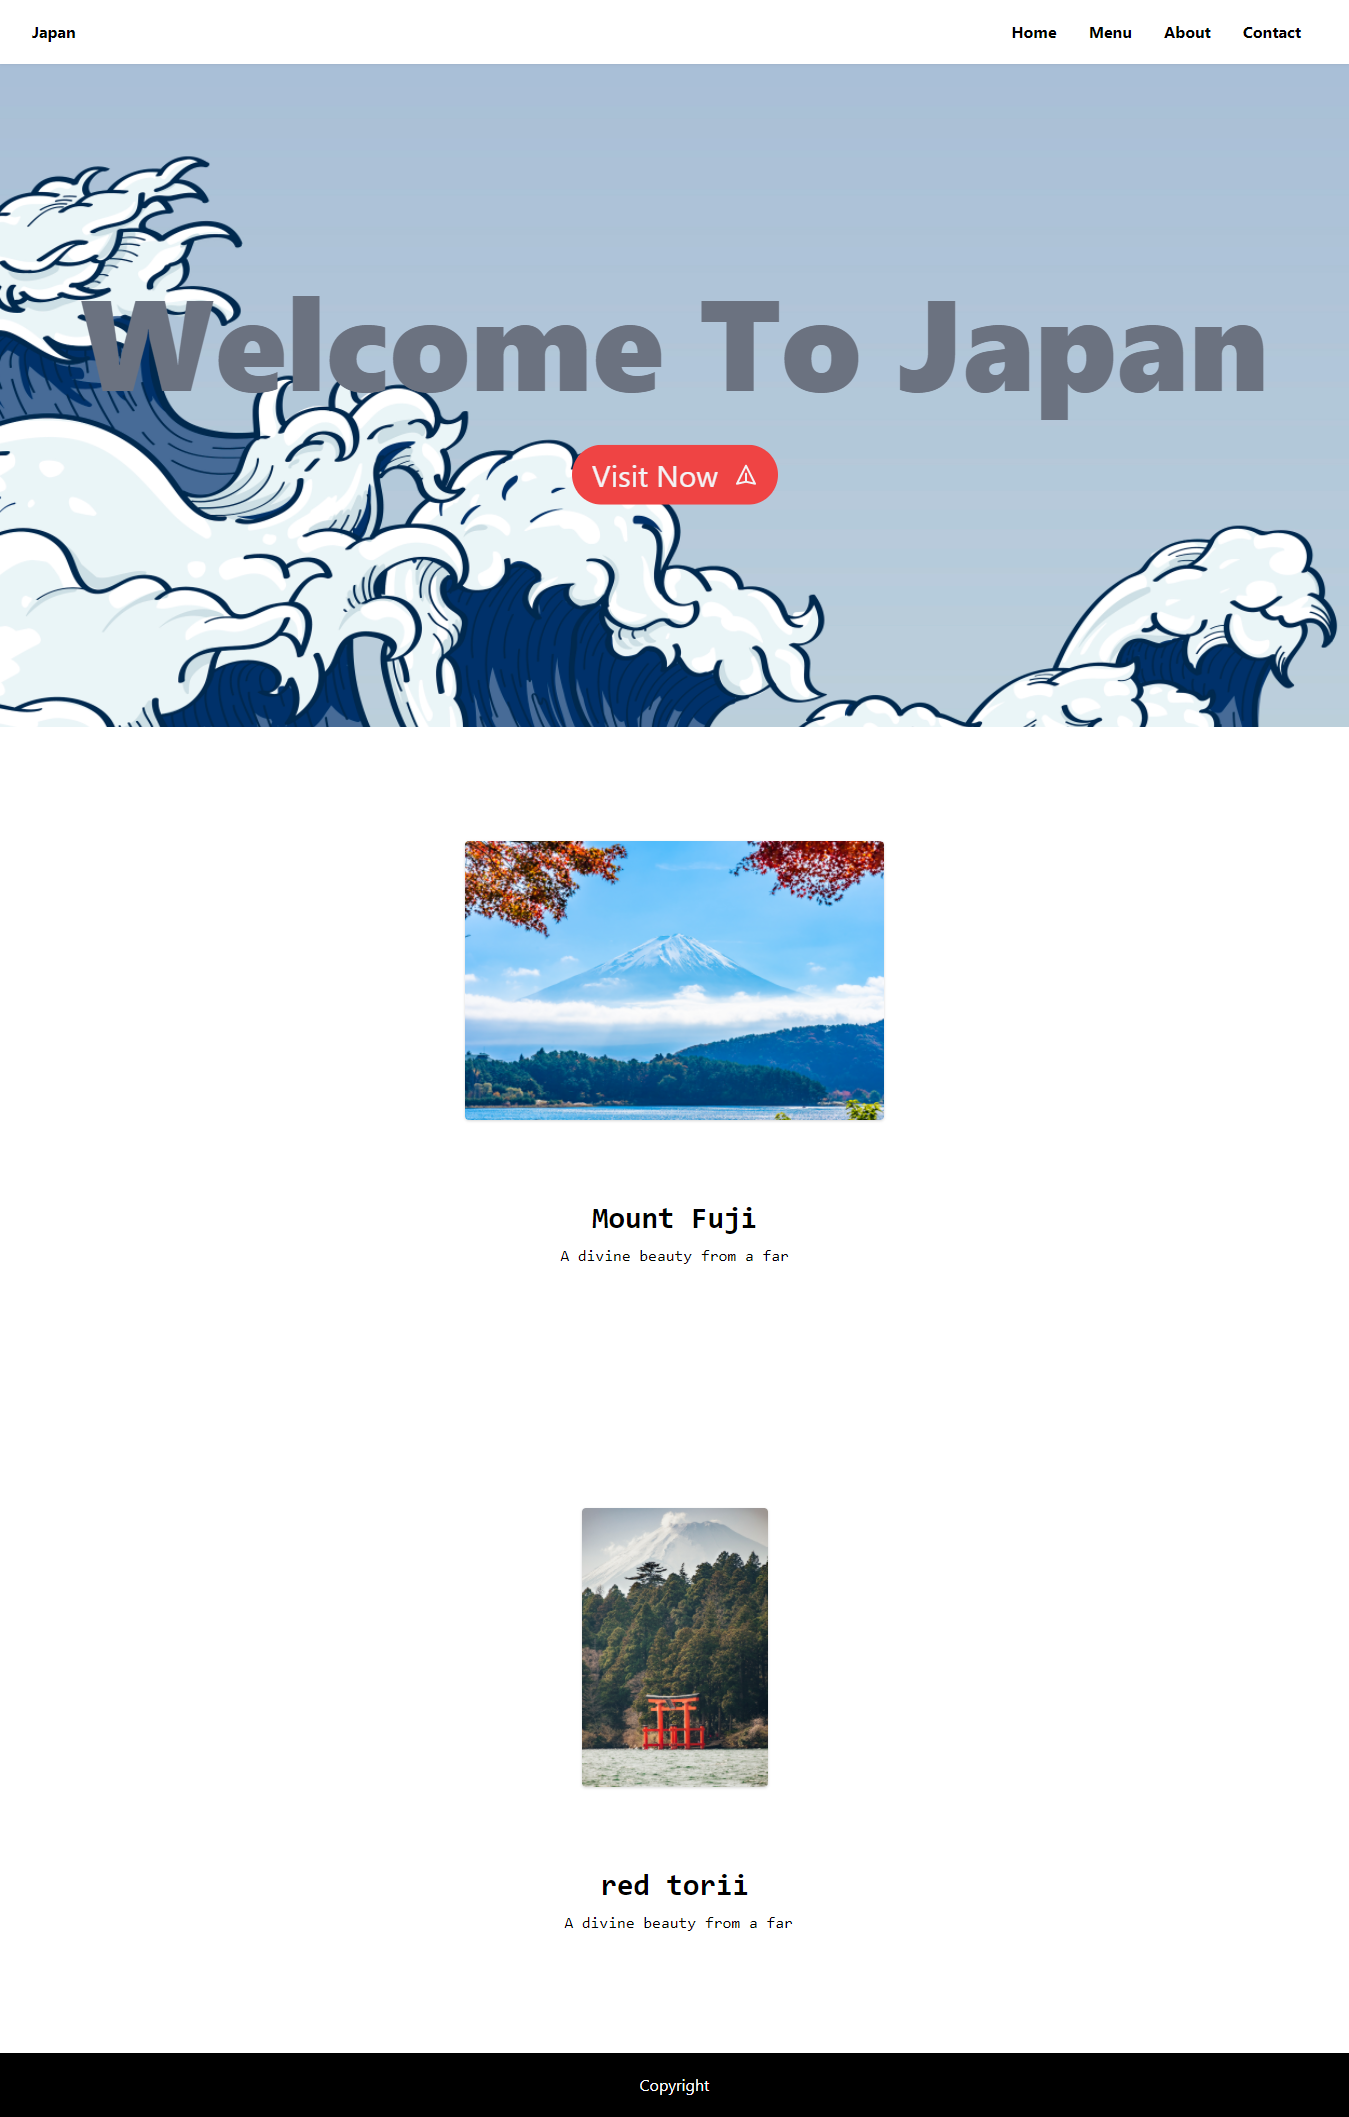 Japan
Home Menu About Contact
Welcome To Japan
Visit Now
Mount Fuji
A divine beauty from a far
red torii
A divine beauty from a far
Copyright